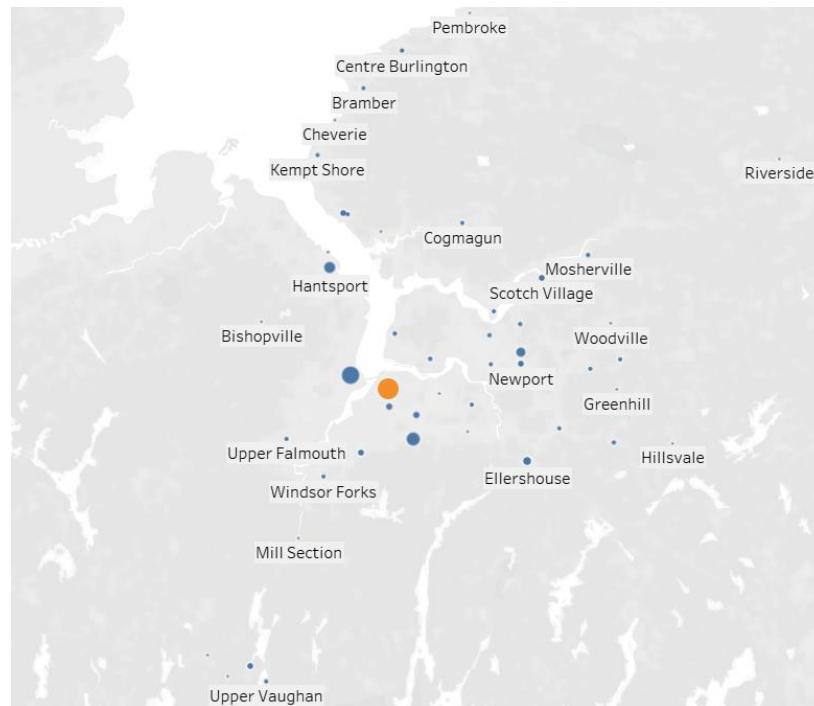 Pembroke
Centre Burlington
Bramber
Cheverie
Kempt Shore
Riverside
Cogmagun
Mosherville
Hantsport
Scotch Village
Bishopville
Woodville
Newport
Greenhill
Upper Falmouth
Hillsvale
Ellershouse
Windsor Forks
Mill Section
Upper Vaughan